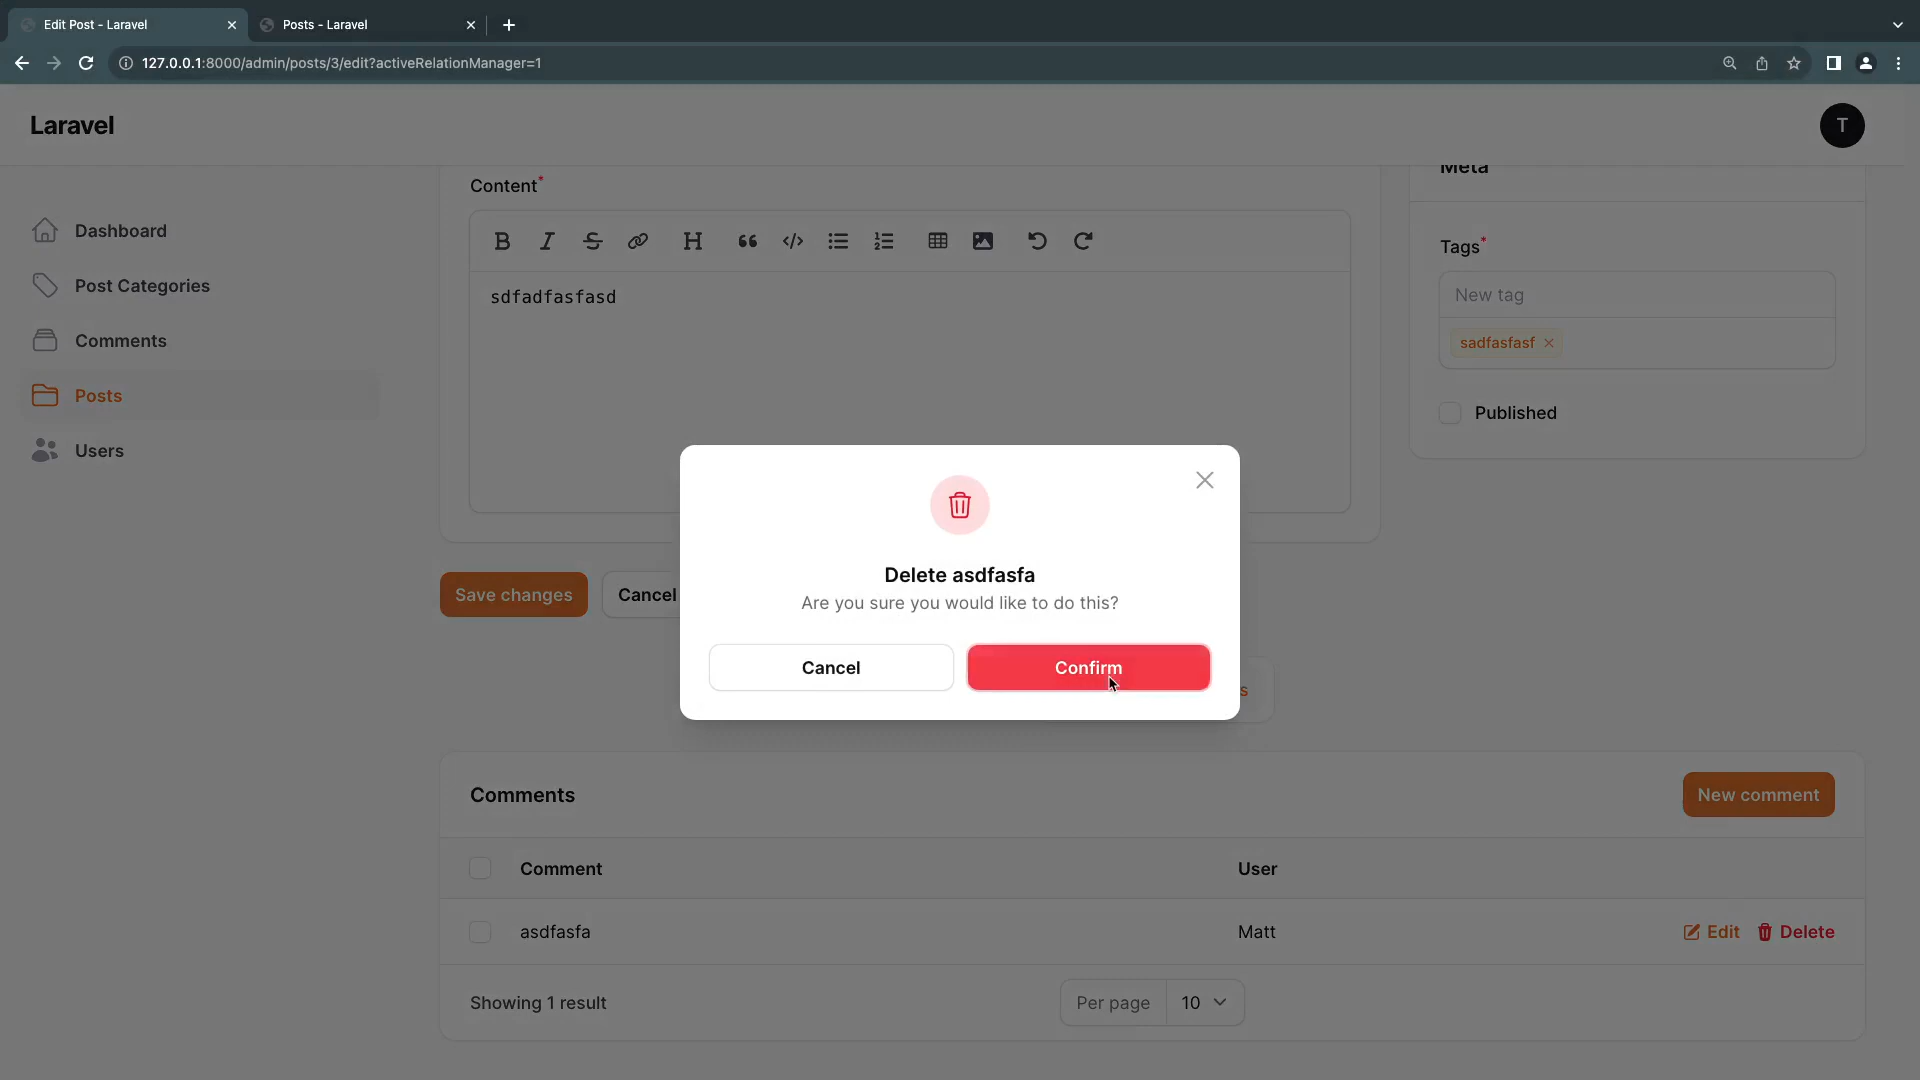 Edit Post - Laravel
Posts - Laravel
127.0.0.1:8000/admin/posts/3/edit?activeRelationManager=1
Laravel
T
Dashboard
Post Categories
Comments
Posts
Users
Content*
sdfadfasfasd
Meta
Tags*
New tag
sadfasfasf
Published
Save changes
Cancel
Delete asdfasfa
Are you sure you would like to do this?
Cancel
Confirm
Comments
New comment
Comment
User
asdfasfa
Matt
Edit
Delete
Showing 1 result
Per page
10